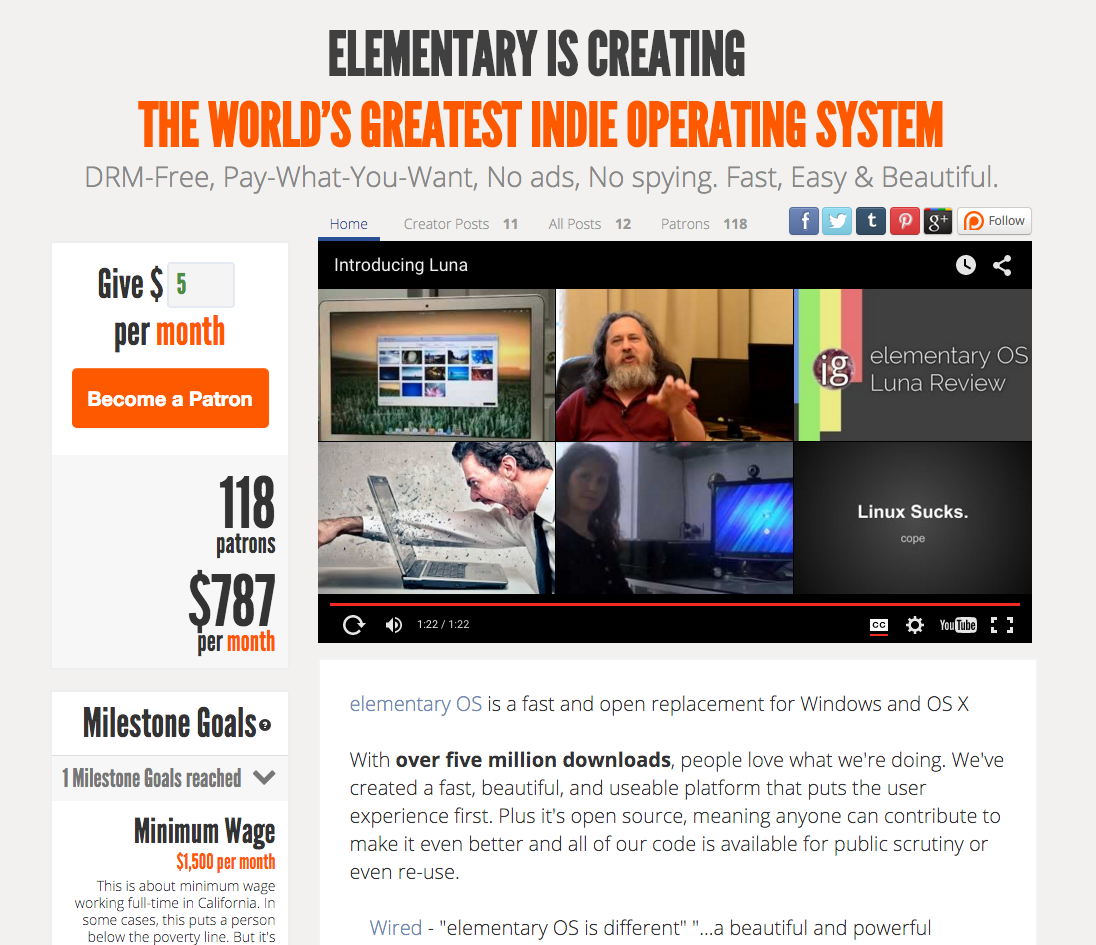 ELEMENTARY IS CREATING
THE WORLD'S GREATEST INDIE OPERATING SYSTEM
DRM-Free, Pay-What-You-Want, No ads, No spying. Fast, Easy & Beautiful.
Home Creator Posts 11 All Posts 12 Patrons 118 f t g+ Follow
Give $ 5
per month
Become a Patron
118
patrons
$787
per month
Milestone Goals ?
1 Milestone Goals reached
Minimum Wage
$1,500 per month
This is about minimum wage
working full-time in California. In
some cases, this puts a person
below the poverty line. But it's
Introducing Luna
ig
elementary OS
Luna Review
Linux Sucks.
cope
1:22 / 1:22
CC
YouTube
elementary OS is a fast and open replacement for Windows and OS X
With over five million downloads, people love what we're doing. We've
created a fast, beautiful, and useable platform that puts the user
experience first. Plus it's open source, meaning anyone can contribute to
make it even better and all of our code is available for public scrutiny or
even re-use.
Wired - "elementary OS is different" "...a beautiful and powerful